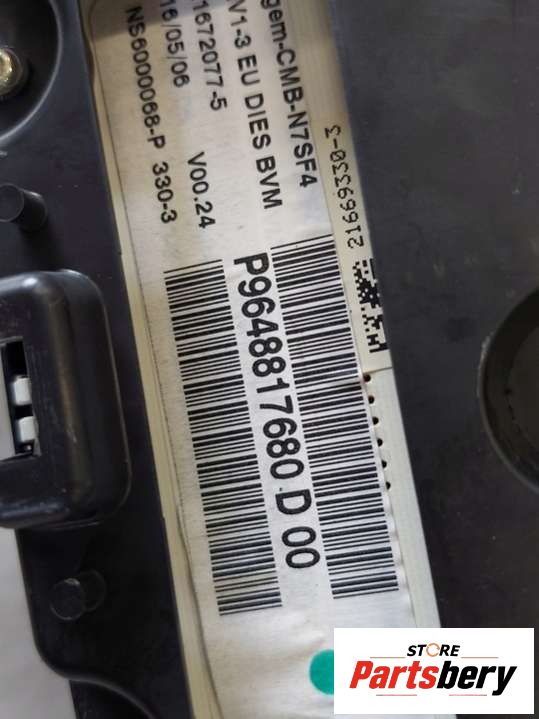 gem-CMB-N7SF4
V1-3 EU DIES BVM
1672077-5 V00.24
16/05/06
NS6000068-P 330-3
P9648817680 D 00
21669330-3
STORE
Partsbery